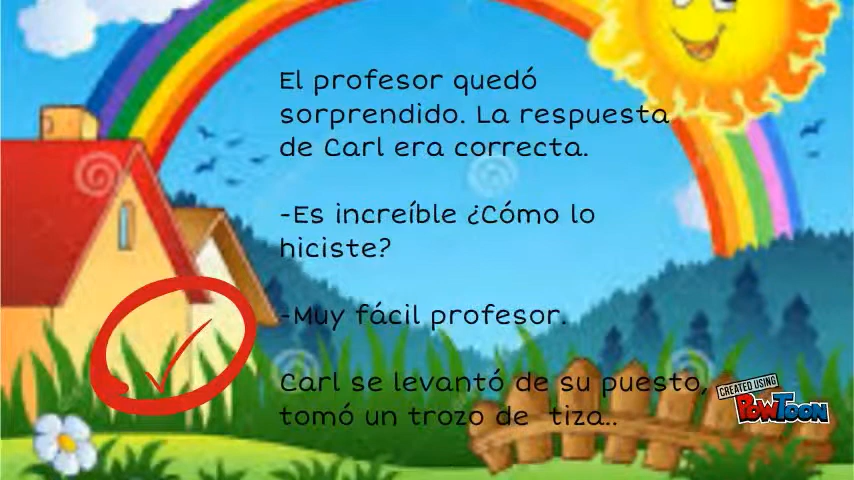 El profesor quedó
sorprendido. La respuesta
de Carl era correcta.
-Es increíble ¿Cómo lo
hiciste?
-Muy fácil profesor.
Carl se levantó de su puesto,
tomó un trozo de tiza..
CREATED USING
POWTOON